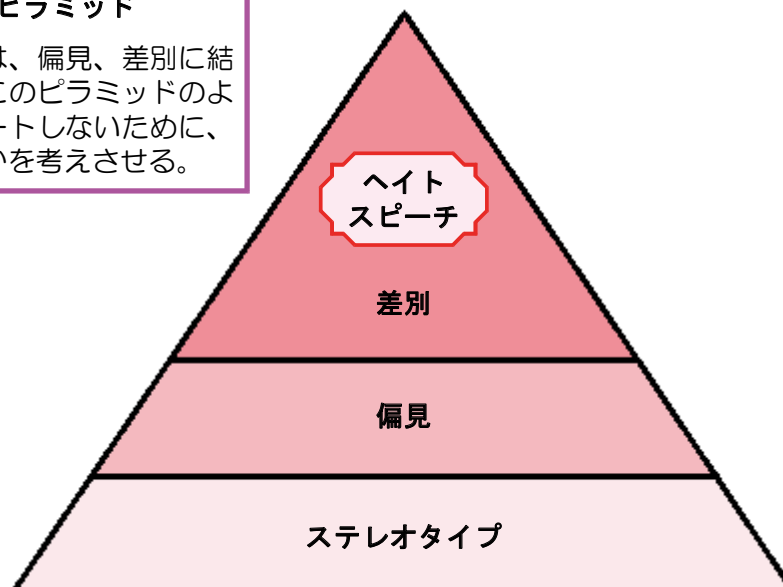 ピラミッド
は、偏見、差別に結
このピラミッドのよ
ートしないために、
いを考えさせる。
ヘイト
スピーチ
差別
偏見
ステレオタイプ